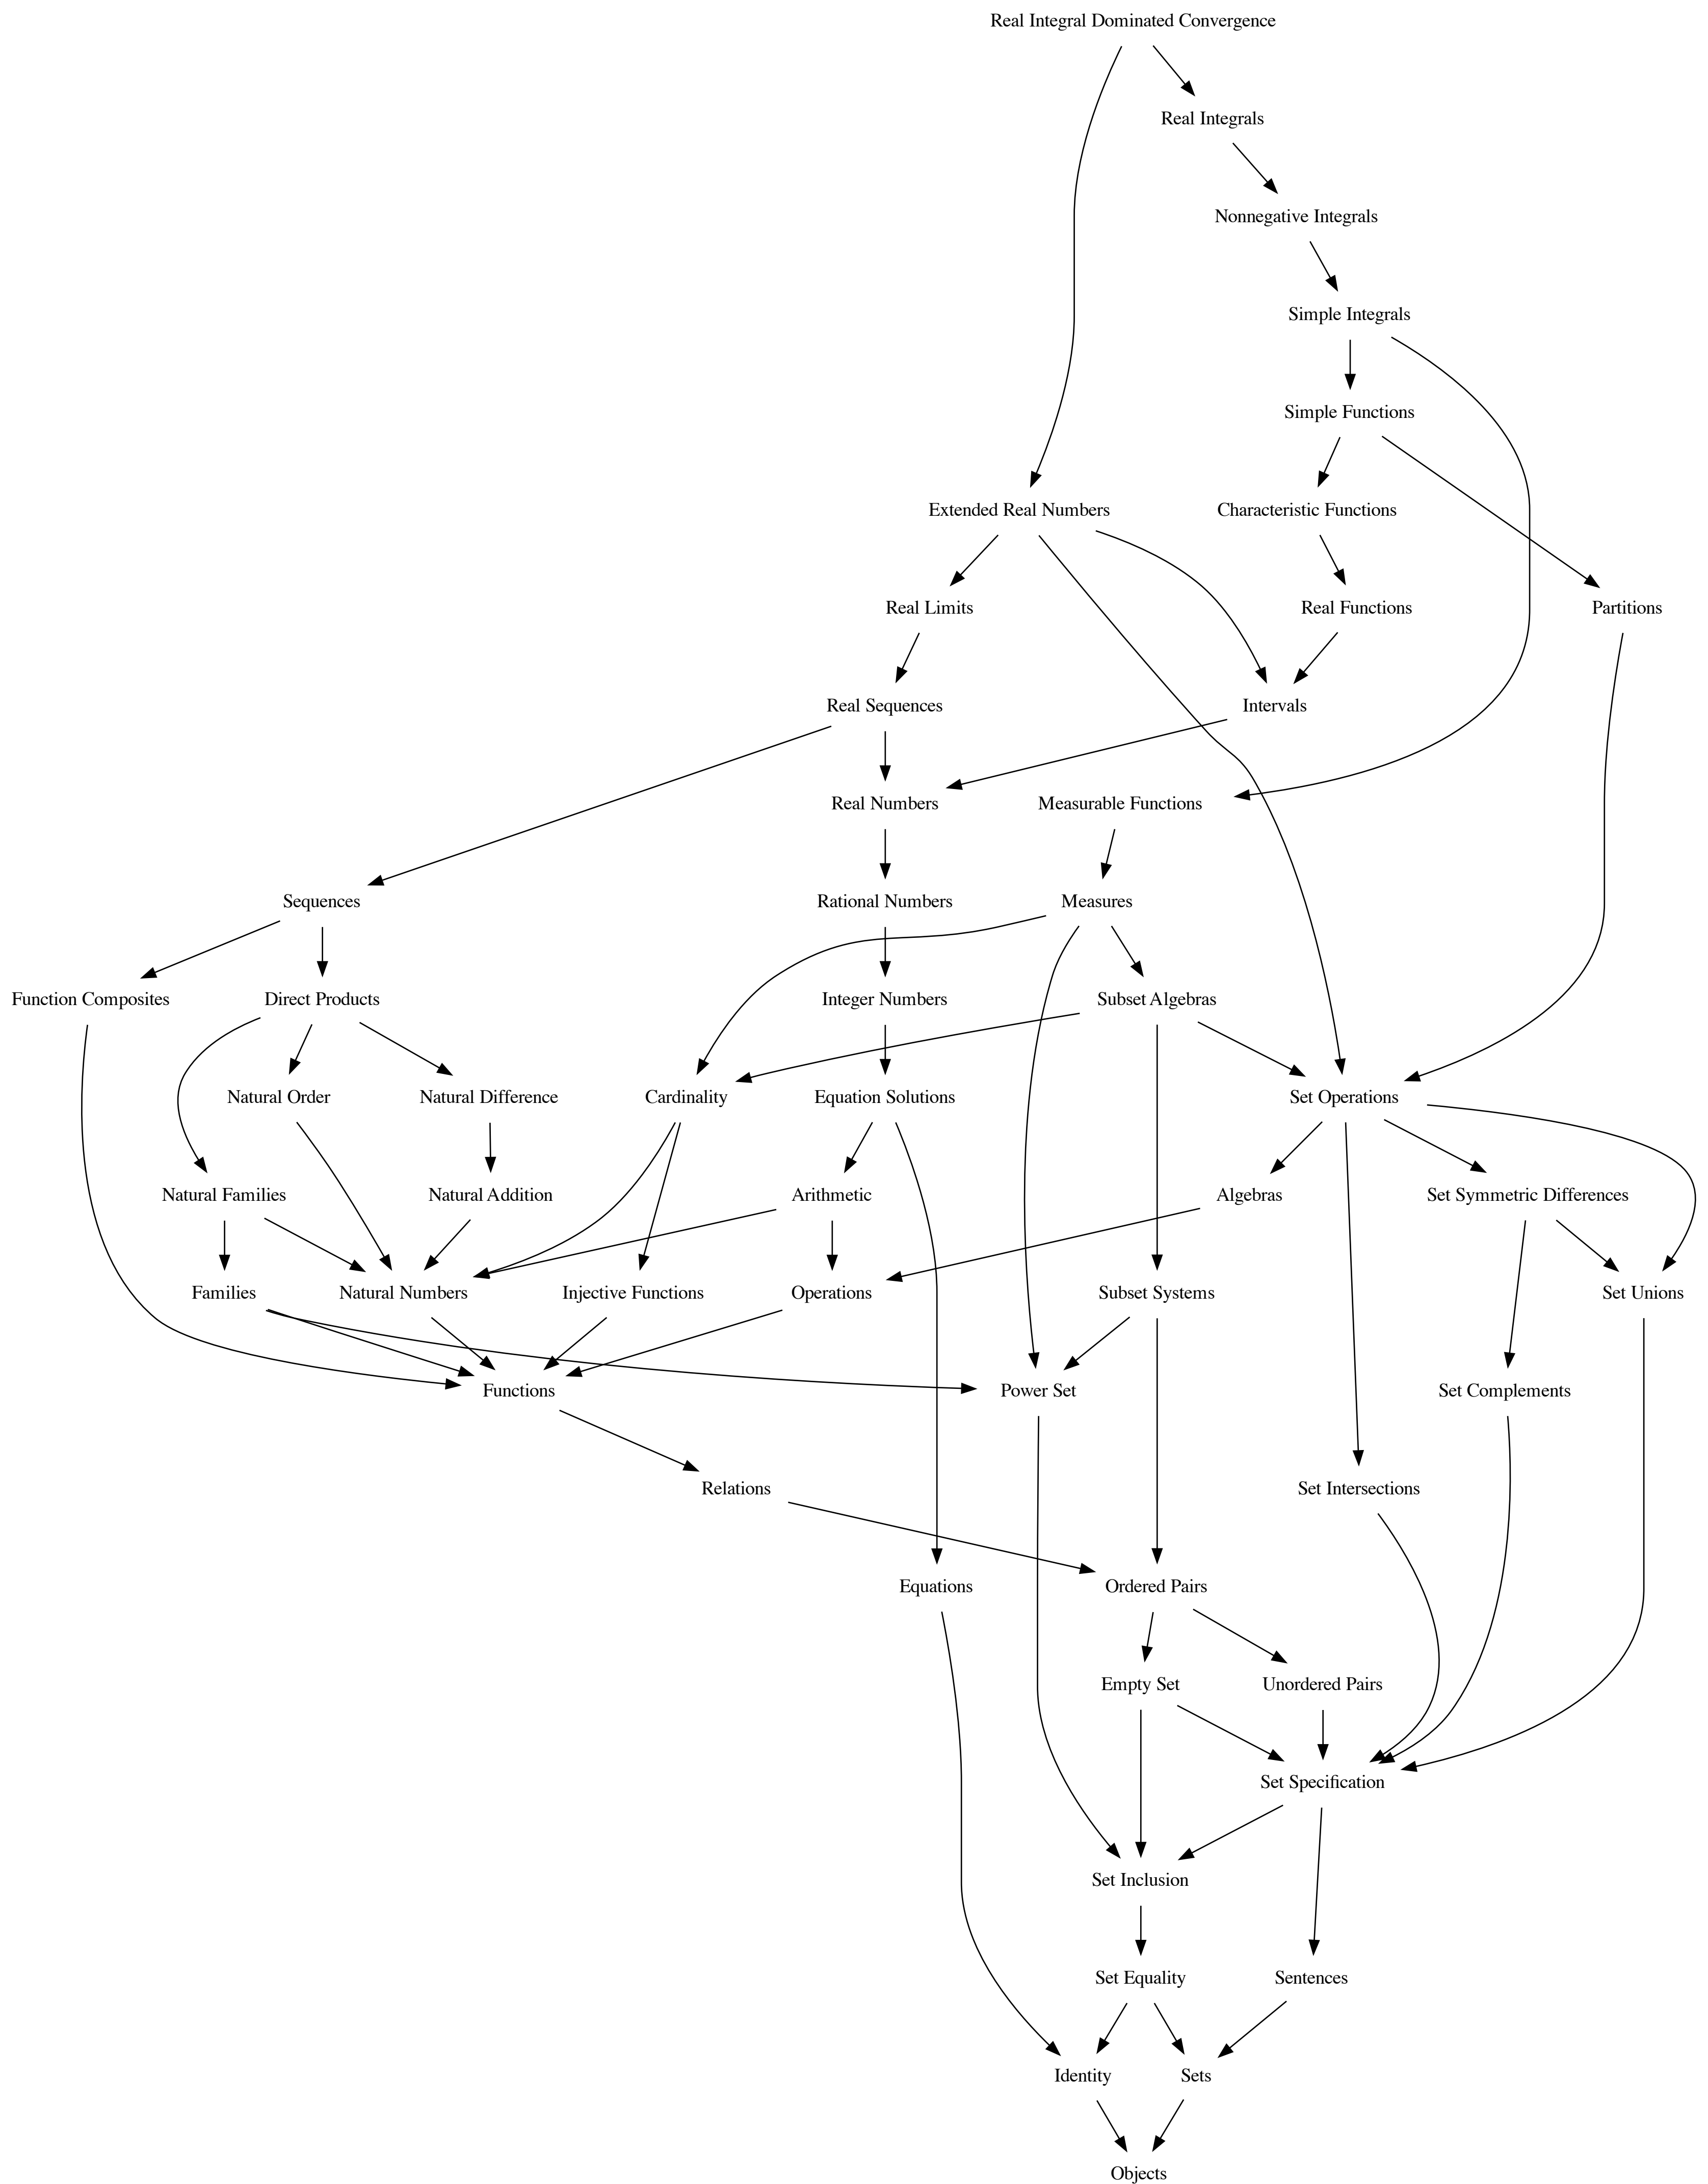 Real Integral Dominated Convergence
Real Integrals
Nonnegative Integrals
Simple Integrals
Simple Functions
Extended Real Numbers
Characteristic Functions
Real Limits
Real Functions
Partitions
Real Sequences
Intervals
Real Numbers
Measurable Functions
Sequences
Rational Numbers
Measures
Function Composites
Direct Products
Integer Numbers
Subset Algebras
Natural Order
Natural Difference
Cardinality
Equation Solutions
Set Operations
Natural Families
Natural Addition
Arithmetic
Algebras
Set Symmetric Differences
Families
Natural Numbers
Injective Functions
Operations
Subset Systems
Set Unions
Functions
Power Set
Set Complements
Relations
Set Intersections
Equations
Ordered Pairs
Empty Set
Unordered Pairs
Set Specification
Set Inclusion
Set Equality
Sentences
Identity
Sets
Objects